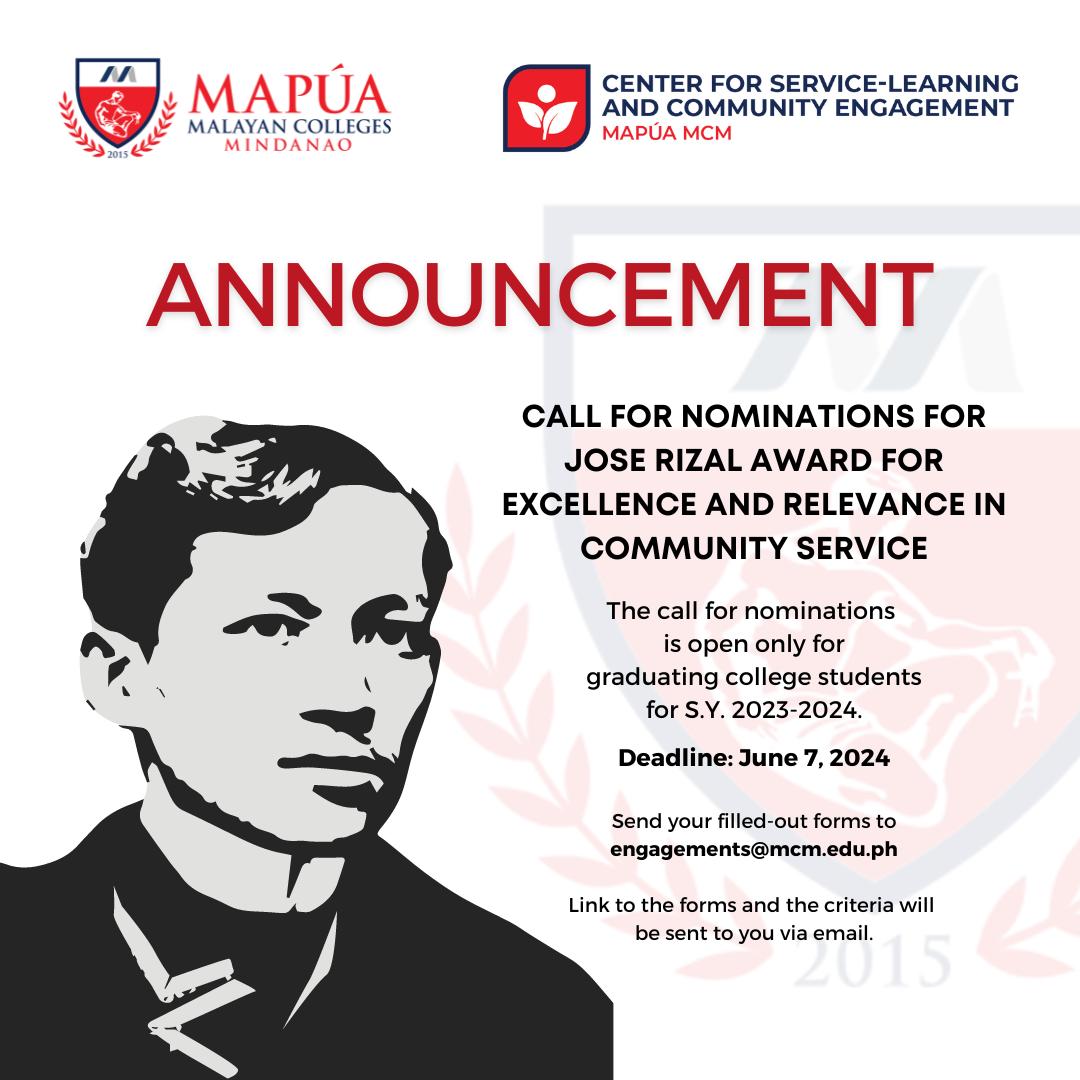 MAPÚA
MALAYAN COLLEGES
MINDANAO
2015
CENTER FOR SERVICE-LEARNING
AND COMMUNITY ENGAGEMENT
MAPÚA MCM
ANNOUNCEMENT
CALL FOR NOMINATIONS FOR
JOSE RIZAL AWARD FOR
EXCELLENCE AND RELEVANCE IN
COMMUNITY SERVICE
The call for nominations
is open only for
graduating college students
for S.Y. 2023-2024.
Deadline: June 7, 2024
Send your filled-out forms to
engagements@mcm.edu.ph
Link to the forms and the criteria will
be sent to you via email.
2015